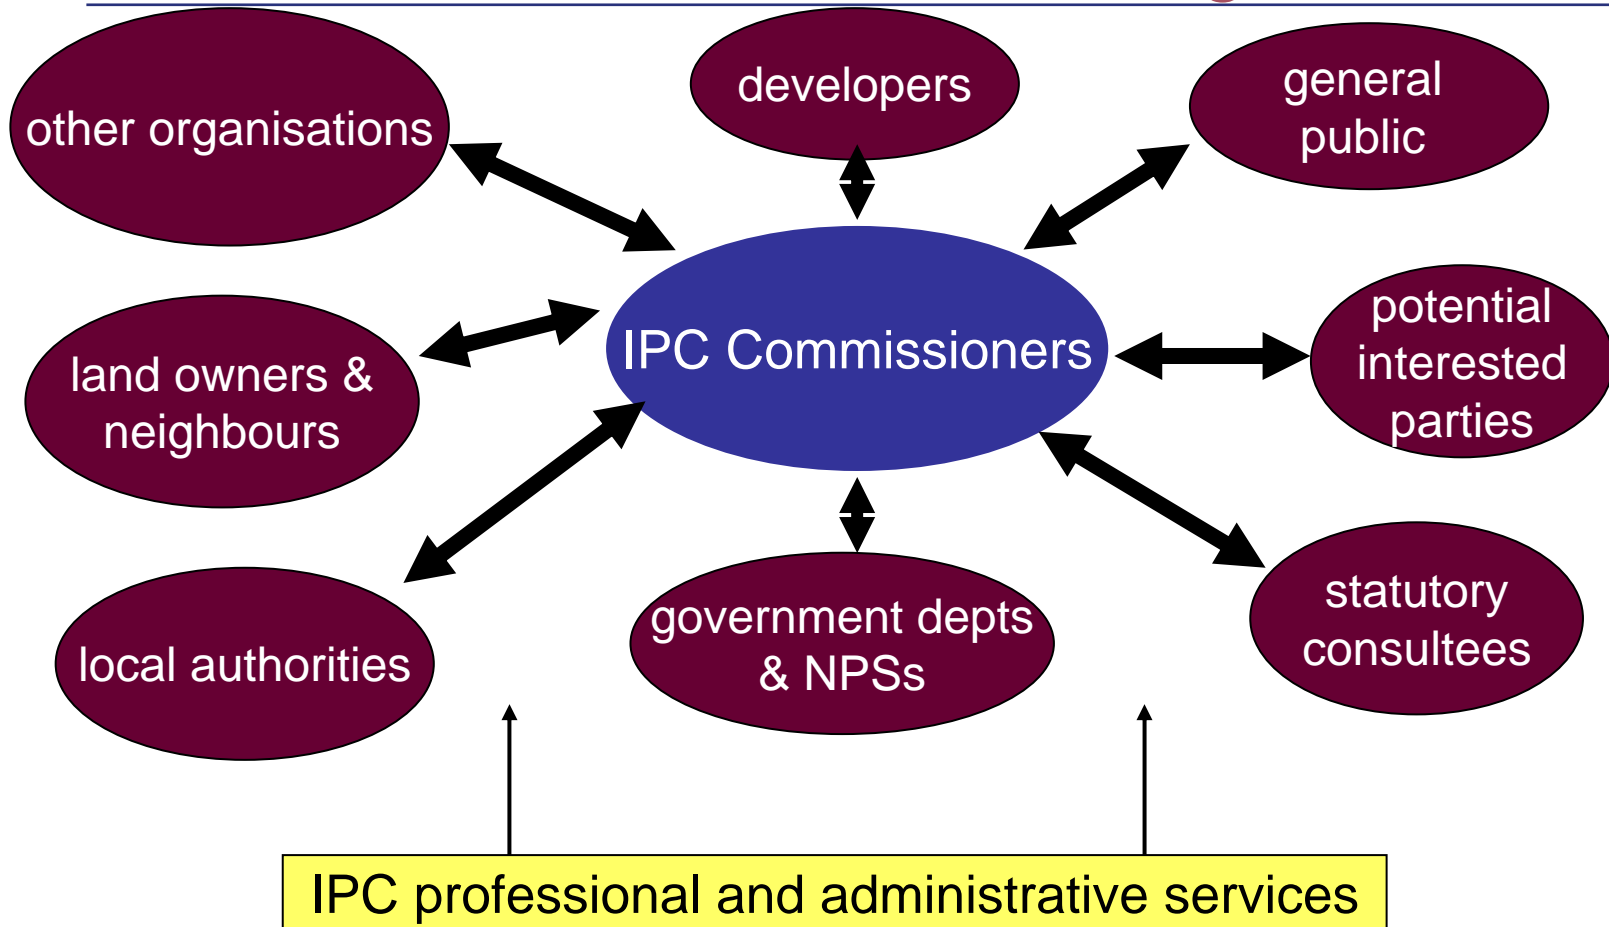 other organisations
developers
general
public
IPC Commissioners
potential
interested
parties
land owners &
neighbours
local authorities
government depts
& NPSs
statutory
consultees
IPC professional and administrative services